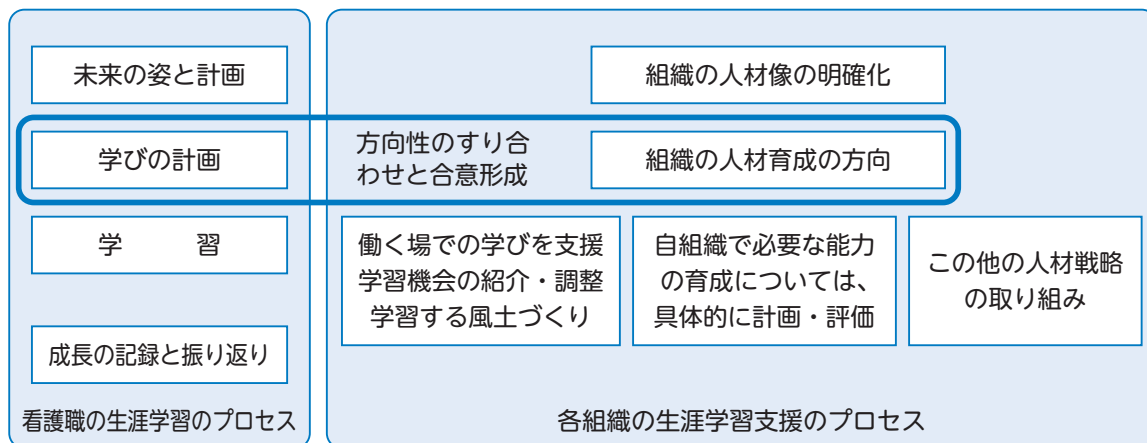 未来の姿と計画
学びの計画
学　　　習
成長の記録と振り返り
看護職の生涯学習のプロセス
組織の人材像の明確化
方向性のすり合
わせと合意形成
組織の人材育成の方向
働く場での学びを支援
学習機会の紹介・調整
学習する風土づくり
自組織で必要な能力
の育成については、
具体的に計画・評価
この他の人材戦略
の取り組み
各組織の生涯学習支援のプロセス